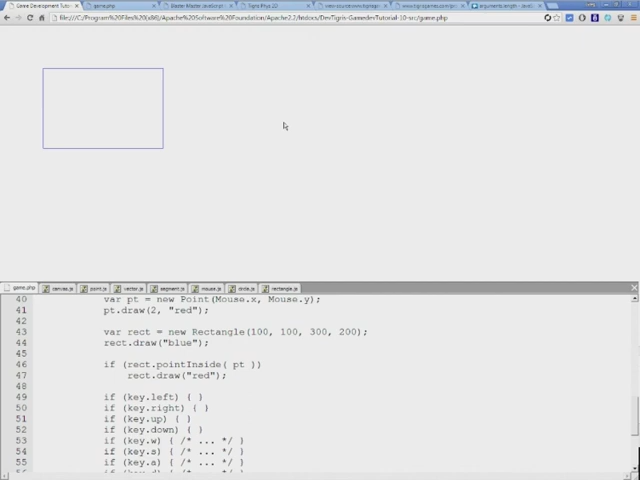 Game Development Tutor
game.php
file:///C:/Program%20Files%20(x86)/Apache%20Software%20Foundation/Apache2.2/htdocs/DevTigris-GamedevTutorial-10-src/game.php
game.php canvas.js point.js vector.js segment.js mouse.js circle.js rectangle.js
40 var pt = new Point(Mouse.x, Mouse.y);
41 pt.draw(2, "red");
42
43 var rect = new Rectangle(100, 100, 300, 200);
44 rect.draw("blue");
45
46 if (rect.pointInside( pt ))
47 rect.draw("red");
48
49 if (key.left) { }
50 if (key.right) { }
51 if (key.up) { }
52 if (key.down) { }
53 if (key.w) { /* ... */ }
54 if (key.s) { /* ... */ }
55 if (key.a) { /* ... */ }